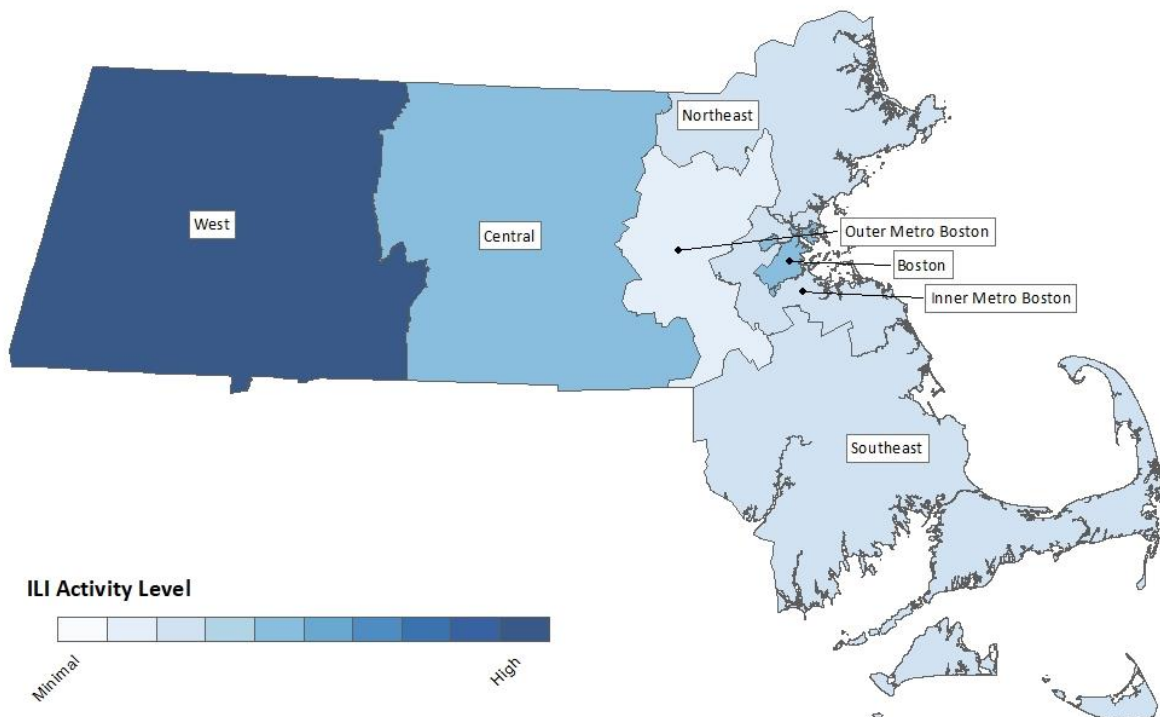 Northeast
West
Central
Outer Metro Boston
Boston
Inner Metro Boston
Southeast
ILI Activity Level
Minimal
High